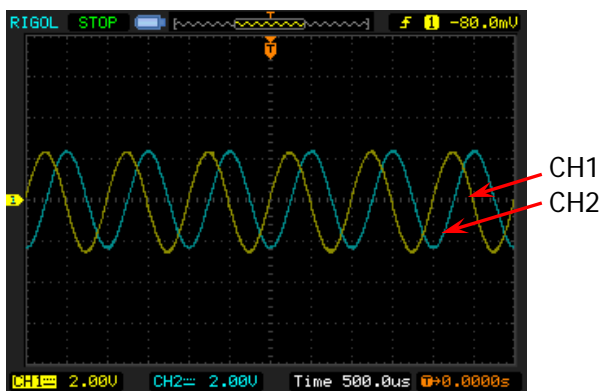 RIGOL STOP T f 1 -80.0mV
T
1
CH1
CH2
CH1 2.00V CH2 2.00V Time 500.0us T→0.0000s